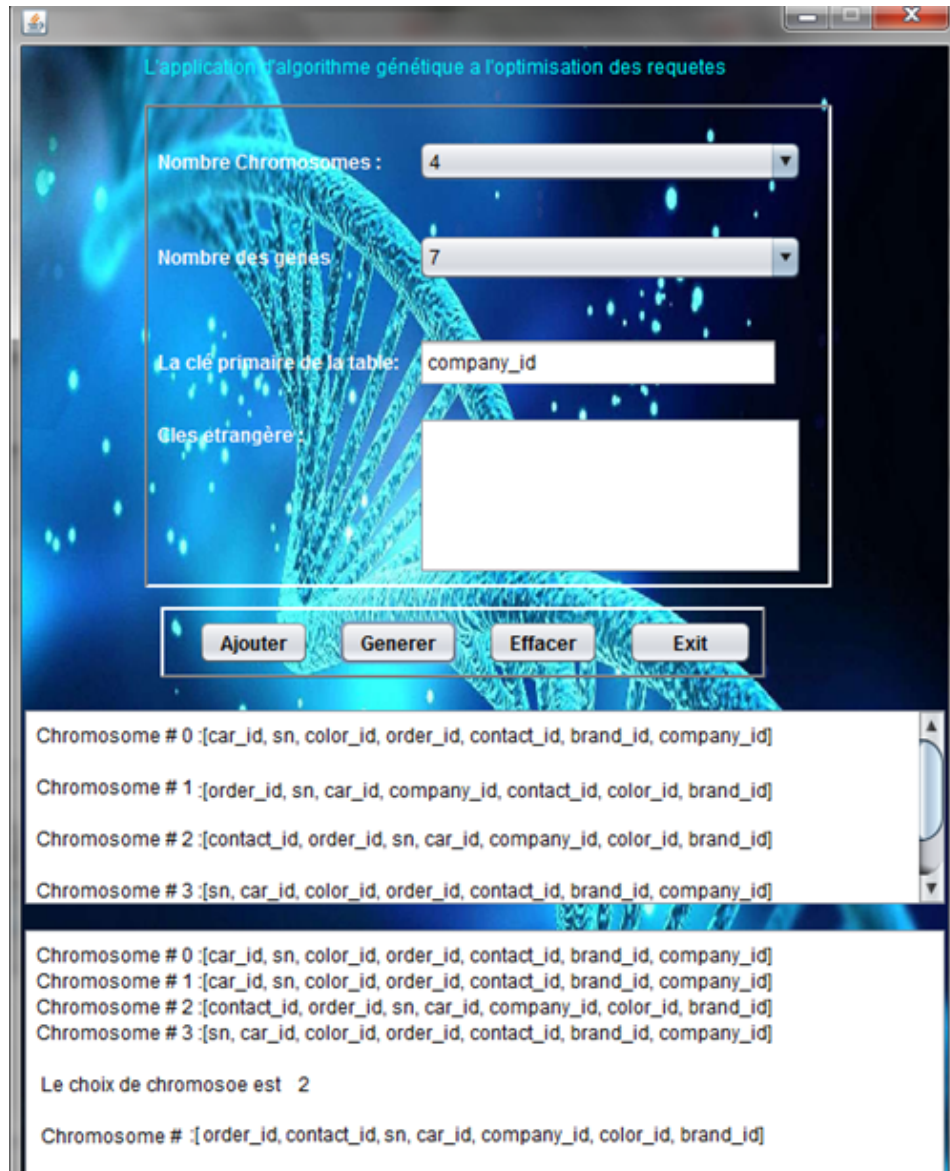 L'application d'algorithme génétique a l'optimisation des requetes
Nombre Chromosomes : 4
Nombre des genes 7
La clé primaire de la table: company_id
Cles etrangère :
Ajouter Generer Effacer Exit
Chromosome # 0 :[car_id, sn, color_id, order_id, contact_id, brand_id, company_id]
Chromosome # 1 :[order_id, sn, car_id, company_id, contact_id, color_id, brand_id]
Chromosome # 2 :[contact_id, order_id, sn, car_id, company_id, color_id, brand_id]
Chromosome # 3 :[sn, car_id, color_id, order_id, contact_id, brand_id, company_id]
Chromosome # 0 :[car_id, sn, color_id, order_id, contact_id, brand_id, company_id]
Chromosome # 1 :[car_id, sn, color_id, order_id, contact_id, brand_id, company_id]
Chromosome # 2 :[contact_id, order_id, sn, car_id, company_id, color_id, brand_id]
Chromosome # 3 :[sn, car_id, color_id, order_id, contact_id, brand_id, company_id]
Le choix de chromosoe est 2
Chromosome # :[ order_id, contact_id, sn, car_id, company_id, color_id, brand_id]